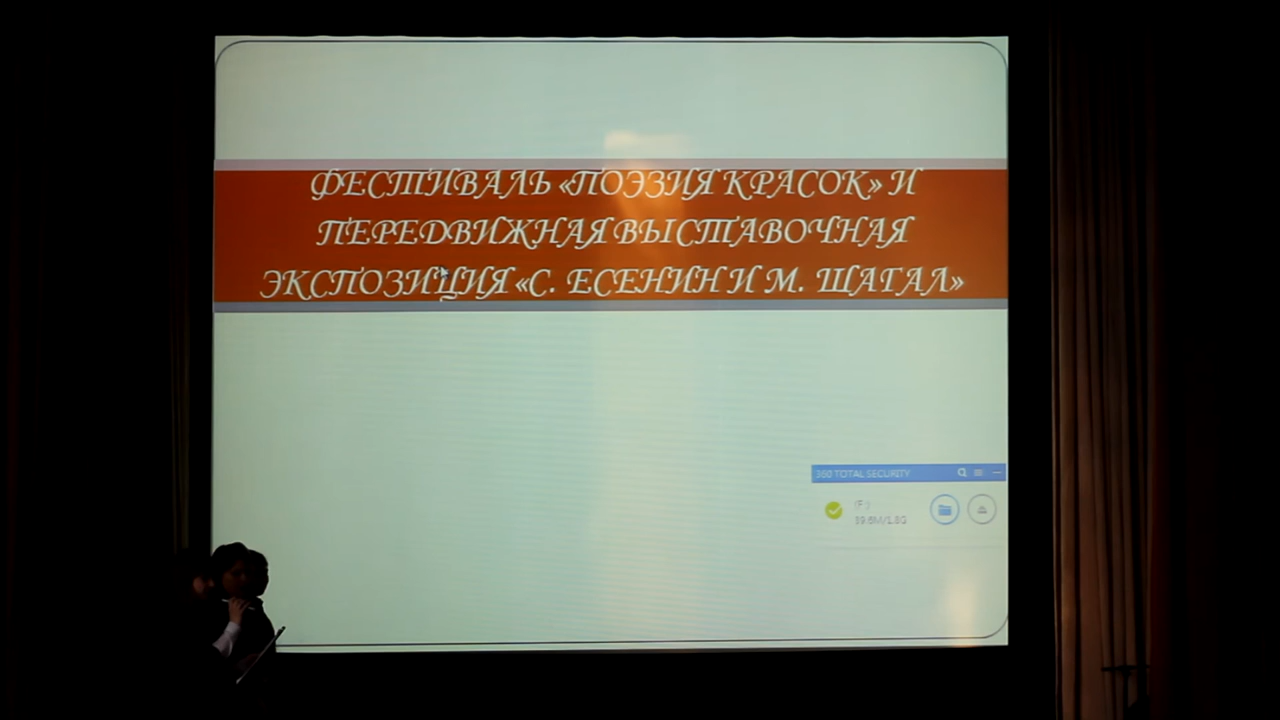 ФЕСТИВАЛЬ «ПОЭЗИЯ КРАСОК» И
ПЕРЕДВИЖНАЯ ВЫСТАВОЧНАЯ
ЭКСПОЗИЦИЯ «С. ЕСЕНИН И М. ШАГАЛ»
360 TOTAL SECURITY